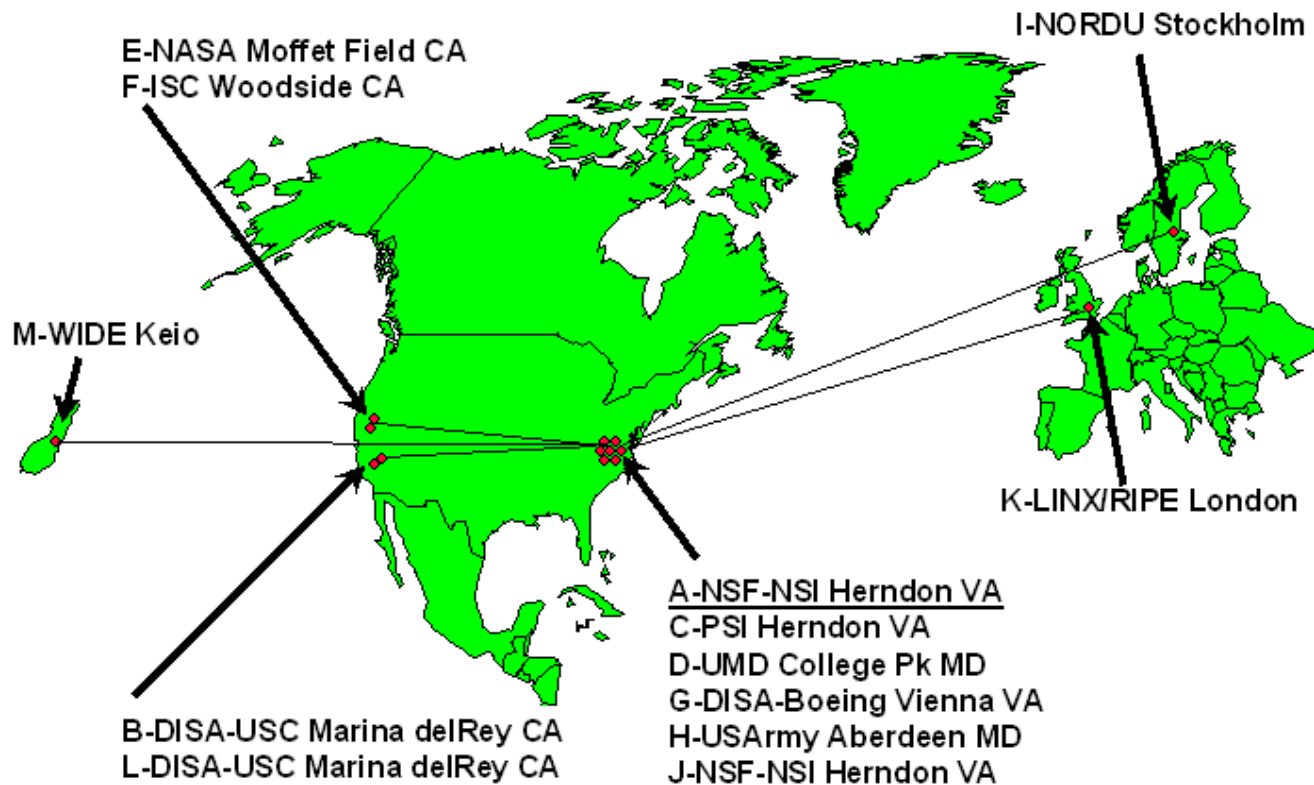 E-NASA Moffet Field CA
F-ISC Woodside CA
I-NORDU Stockholm
M-WIDE Keio
K-LINX/RIPE London
A-NSF-NSI Herndon VA
C-PSI Herndon VA
D-UMD College Pk MD
G-DISA-Boeing Vienna VA
H-USArmy Aberdeen MD
J-NSF-NSI Herndon VA
B-DISA-USC Marina delRey CA
L-DISA-USC Marina delRey CA